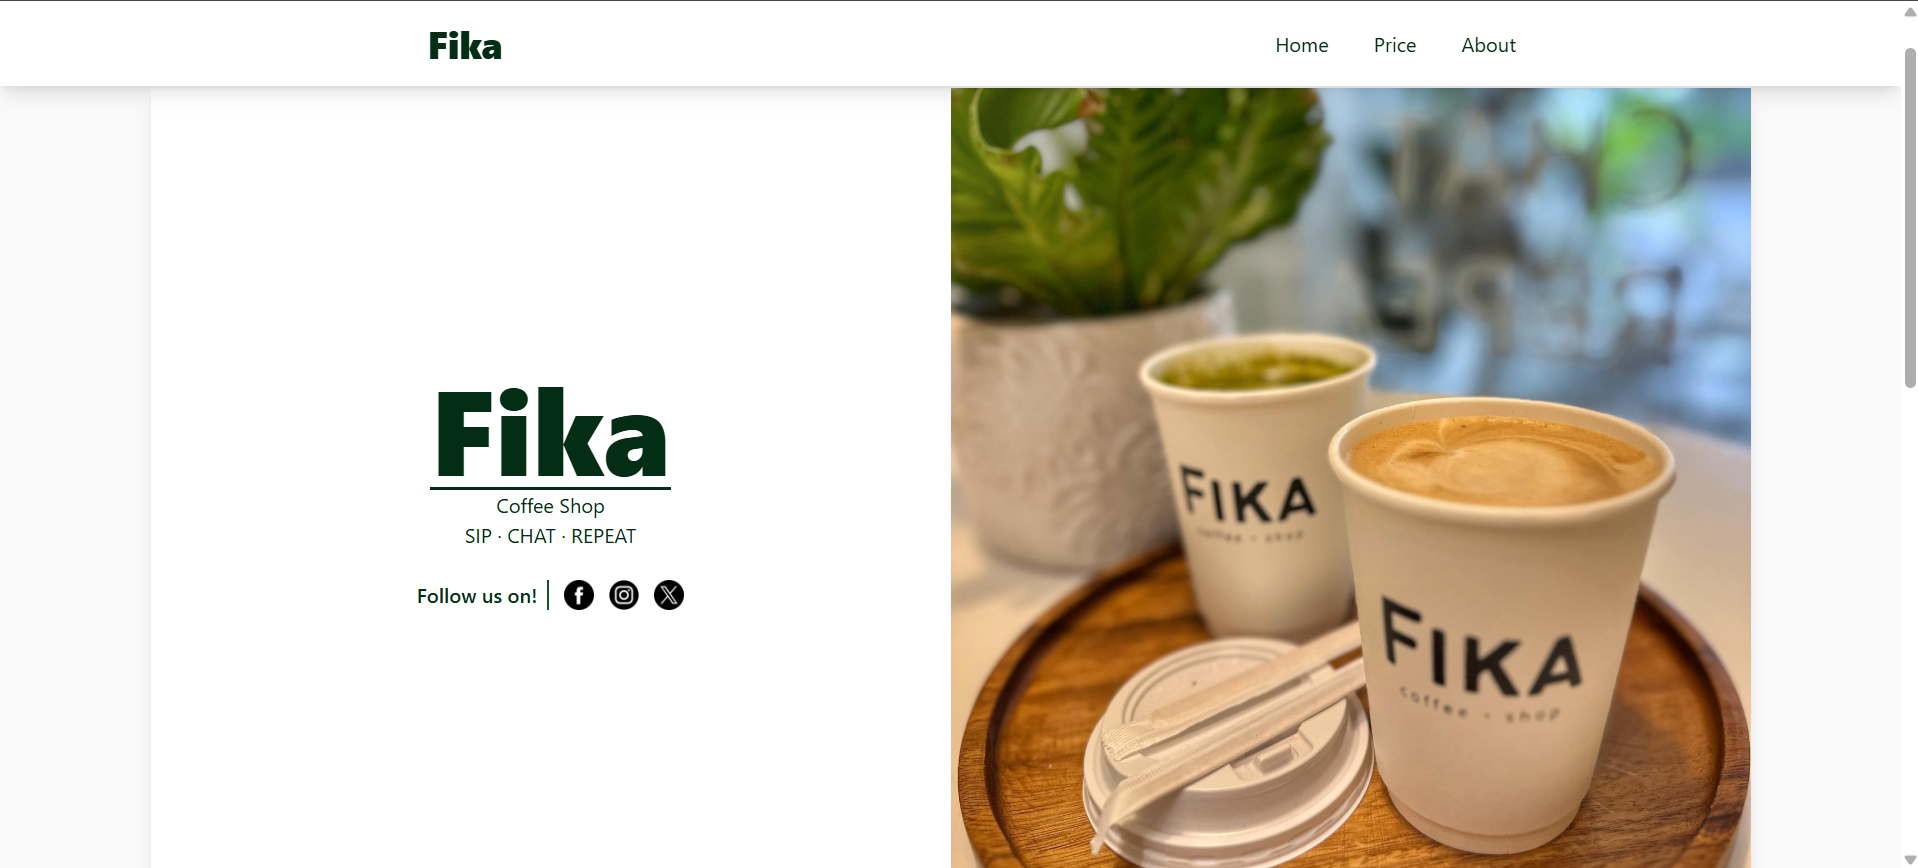 Fika
Home Price About
Fika
Coffee Shop
SIP · CHAT · REPEAT
Follow us on!
FIKA
coffee · shop
FIKA
coffee · shop